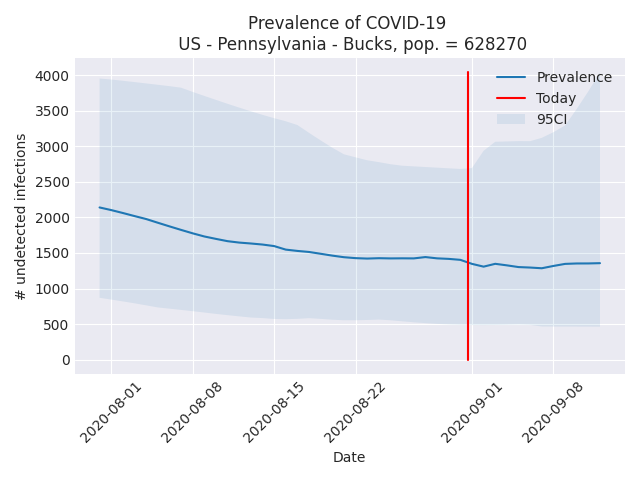 Prevalence of COVID-19
US - Pennsylvania - Bucks, pop. = 628270
Prevalence
Today
95CI
4000
3500
3000
2500
2000
1500
1000
500
0
# undetected infections
2020-08-01
2020-08-08
2020-08-15
2020-08-22
2020-09-01
2020-09-08
Date